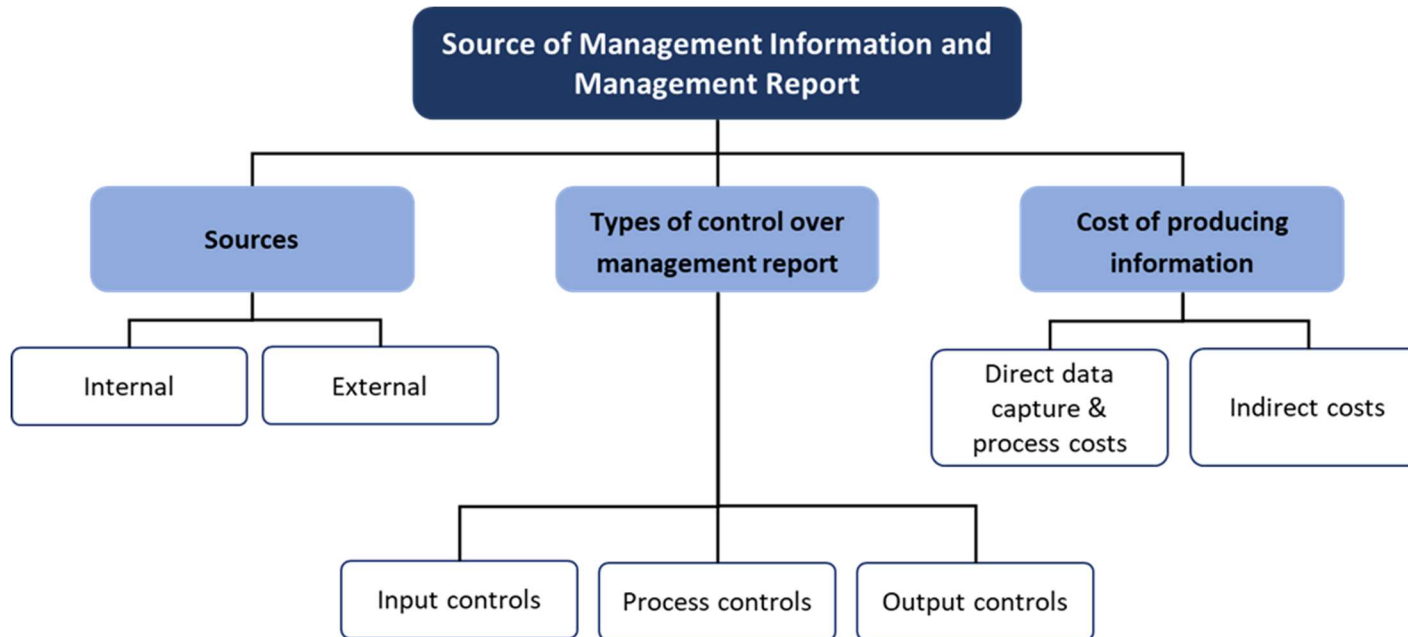 Source of Management Information and
Management Report
Sources
Types of control over
management report
Cost of producing
information
Internal
External
Direct data
capture &
process costs
Indirect costs
Input controls
Process controls
Output controls